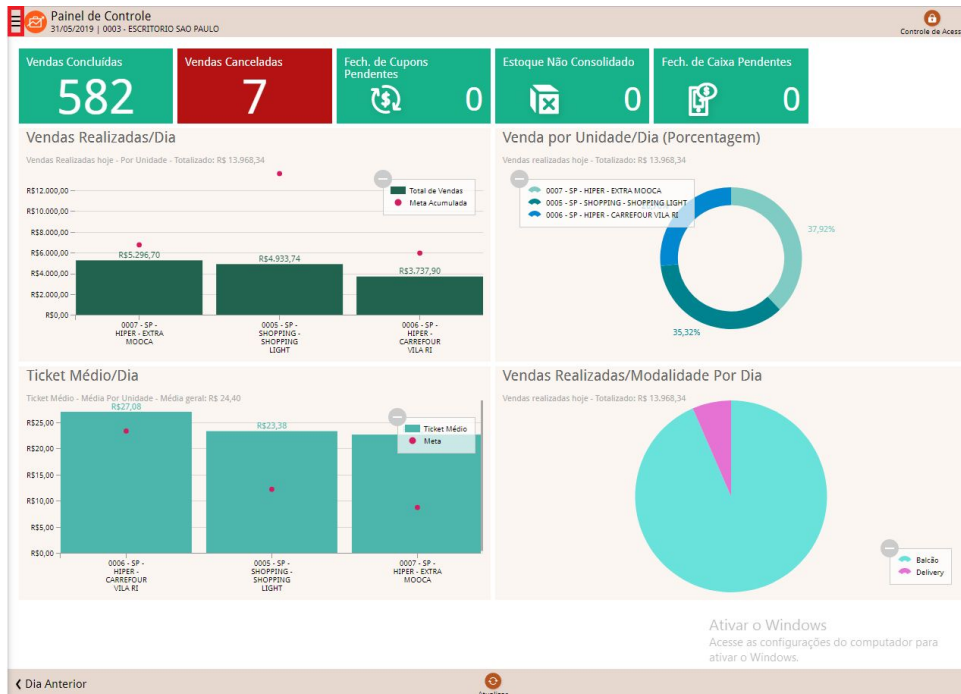 Painel de Controle
31/05/2019 | 0003 - ESCRITORIO SAO PAULO
Controle de Acess
Vendas Concluídas
582
Vendas Canceladas
7
Fech. de Cupons
Pendentes
0
Estoque Não Consolidado
0
Fech. de Caixa Pendentes
0
Vendas Realizadas/Dia
Vendas Realizadas hoje - Por Unidade - Totalizado: R$ 13.968,34
R$12.000,00
R$10.000,00
R$8.000,00
R$6.000,00
R$4.000,00
R$2.000,00
R$0,00
Total de Vendas
Meta Acumulada
R$5.296,70
R$4.933,74
R$3.737,90
0007 - SP -
HIPER - EXTRA
MOOCA
0005 - SP -
SHOPPING -
SHOPPING
LIGHT
0006 - SP -
HIPER -
CARREFOUR
VILA RI
Venda por Unidade/Dia (Porcentagem)
Vendas realizadas hoje - Totalizado: R$ 13.968,34
0007 - SP - HIPER - EXTRA MOOCA
0005 - SP - SHOPPING - SHOPPING LIGHT
0006 - SP - HIPER - CARREFOUR VILA RI
37,92%
35,32%
Ticket Médio/Dia
Ticket Médio - Média Por Unidade - Média geral: R$ 24,40
R$27,08
R$25,00
R$20,00
R$15,00
R$10,00
R$5,00
R$0,00
R$23,38
Ticket Médio
Meta
0006 - SP -
HIPER -
CARREFOUR
VILA RI
0005 - SP -
SHOPPING -
SHOPPING
LIGHT
0007 - SP -
HIPER - EXTRA
MOOCA
Vendas Realizadas/Modalidade Por Dia
Vendas realizadas hoje - Totalizado: R$ 13.968,34
Balcão
Delivery
Ativar o Windows
Acesse as configurações do computador para
ativar o Windows.
Dia Anterior
Atualizar